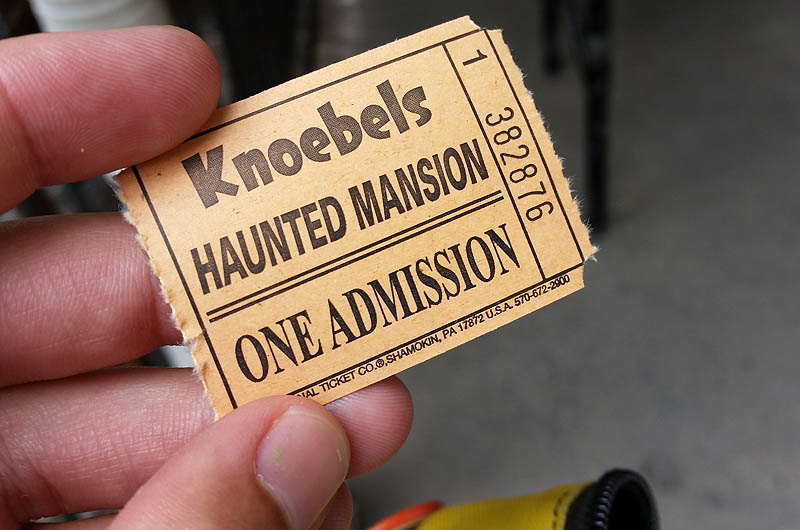 Knoebels
HAUNTED MANSION
ONE ADMISSION
TICKET CO.®, SHAMOKIN, PA 17872 U.S.A. 570-672-2900
1 382876